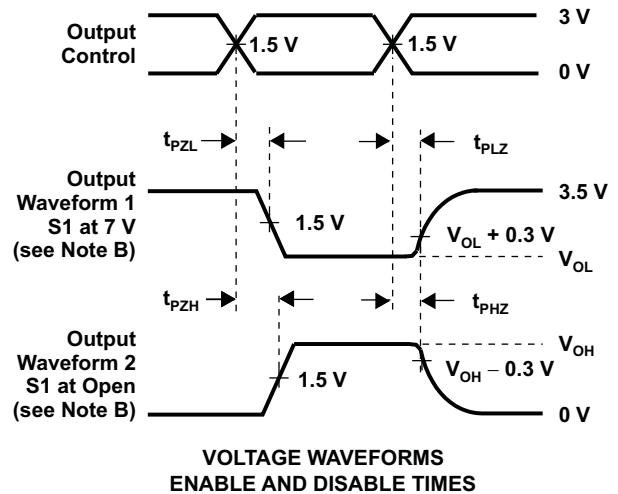 Output
Control
3 V
1.5 V
1.5 V
0 V
tPZL
tPLZ
Output
Waveform 1
S1 at 7 V
(see Note B)
3.5 V
1.5 V
VOL + 0.3 V
VOL
tPZH
tPHZ
Output
Waveform 2
S1 at Open
(see Note B)
VOH
1.5 V
VOH − 0.3 V
0 V
VOLTAGE WAVEFORMS
ENABLE AND DISABLE TIMES